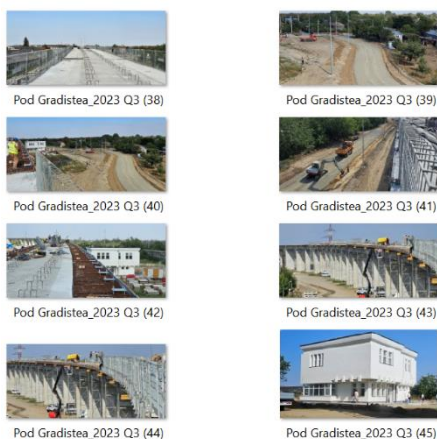 Pod Gradistea_2023 Q3 (38)
Pod Gradistea_2023 Q3 (39)
Pod Gradistea_2023 Q3 (40)
Pod Gradistea_2023 Q3 (41)
Pod Gradistea_2023 Q3 (42)
Pod Gradistea_2023 Q3 (43)
Pod Gradistea_2023 Q3 (44)
Pod Gradistea_2023 Q3 (45)